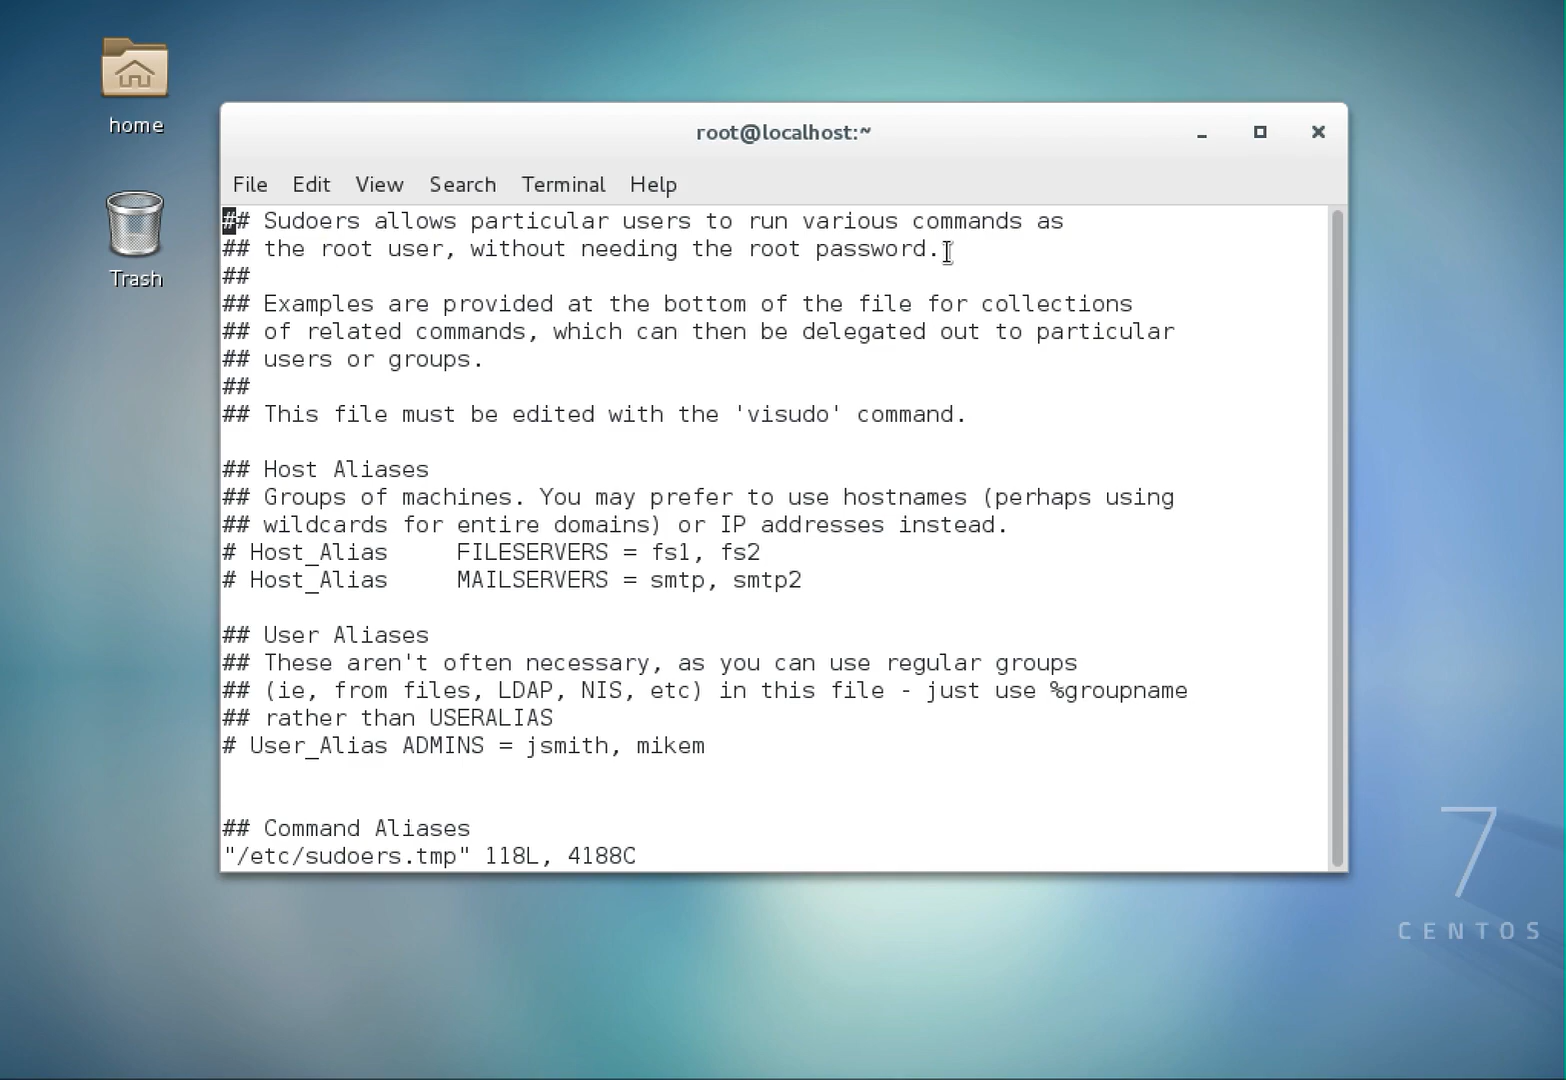 home
Trash
root@localhost:~
File Edit View Search Terminal Help
## Sudoers allows particular users to run various commands as
## the root user, without needing the root password.
##
## Examples are provided at the bottom of the file for collections
## of related commands, which can then be delegated out to particular
## users or groups.
##
## This file must be edited with the 'visudo' command.
## Host Aliases
## Groups of machines. You may prefer to use hostnames (perhaps using
## wildcards for entire domains) or IP addresses instead.
# Host_Alias     FILESERVERS = fs1, fs2
# Host_Alias     MAILSERVERS = smtp, smtp2
## User Aliases
## These aren't often necessary, as you can use regular groups
## (ie, from files, LDAP, NIS, etc) in this file - just use %groupname
## rather than USERALIAS
# User_Alias ADMINS = jsmith, mikem
## Command Aliases
"/etc/sudoers.tmp" 118L, 4188C
7
CENTOS